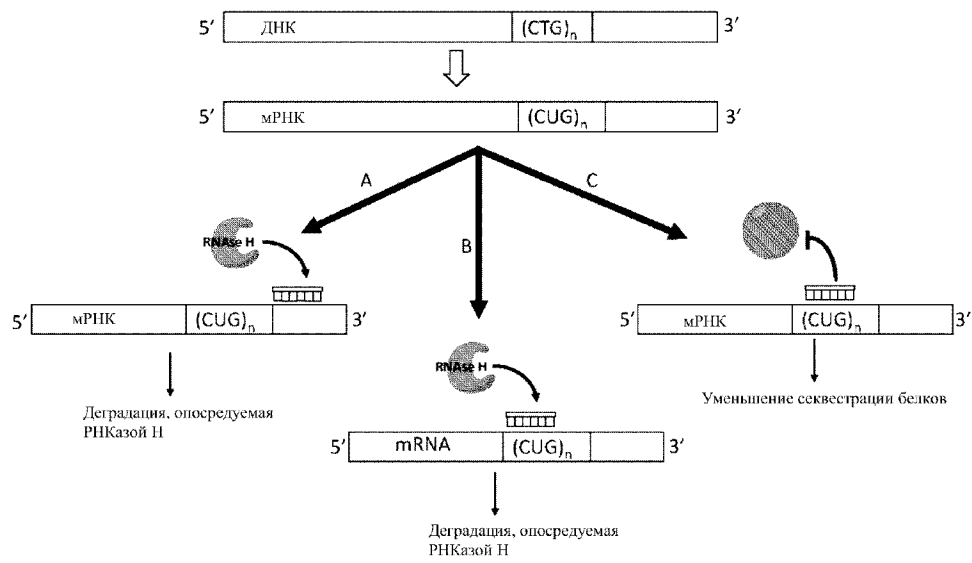 5′ ДНК (CTG)n 3′
5′ мРНК (CUG)n 3′
A
C
B
RNAse H
5′ мРНК (CUG)n 3′
5′ мРНК (CUG)n 3′
RNAse H
Деградация, опосредуемая
РНКазой Н
Уменьшение секвестрации белков
5′ mRNA (CUG)n 3′
Деградация, опосредуемая
РНКазой Н